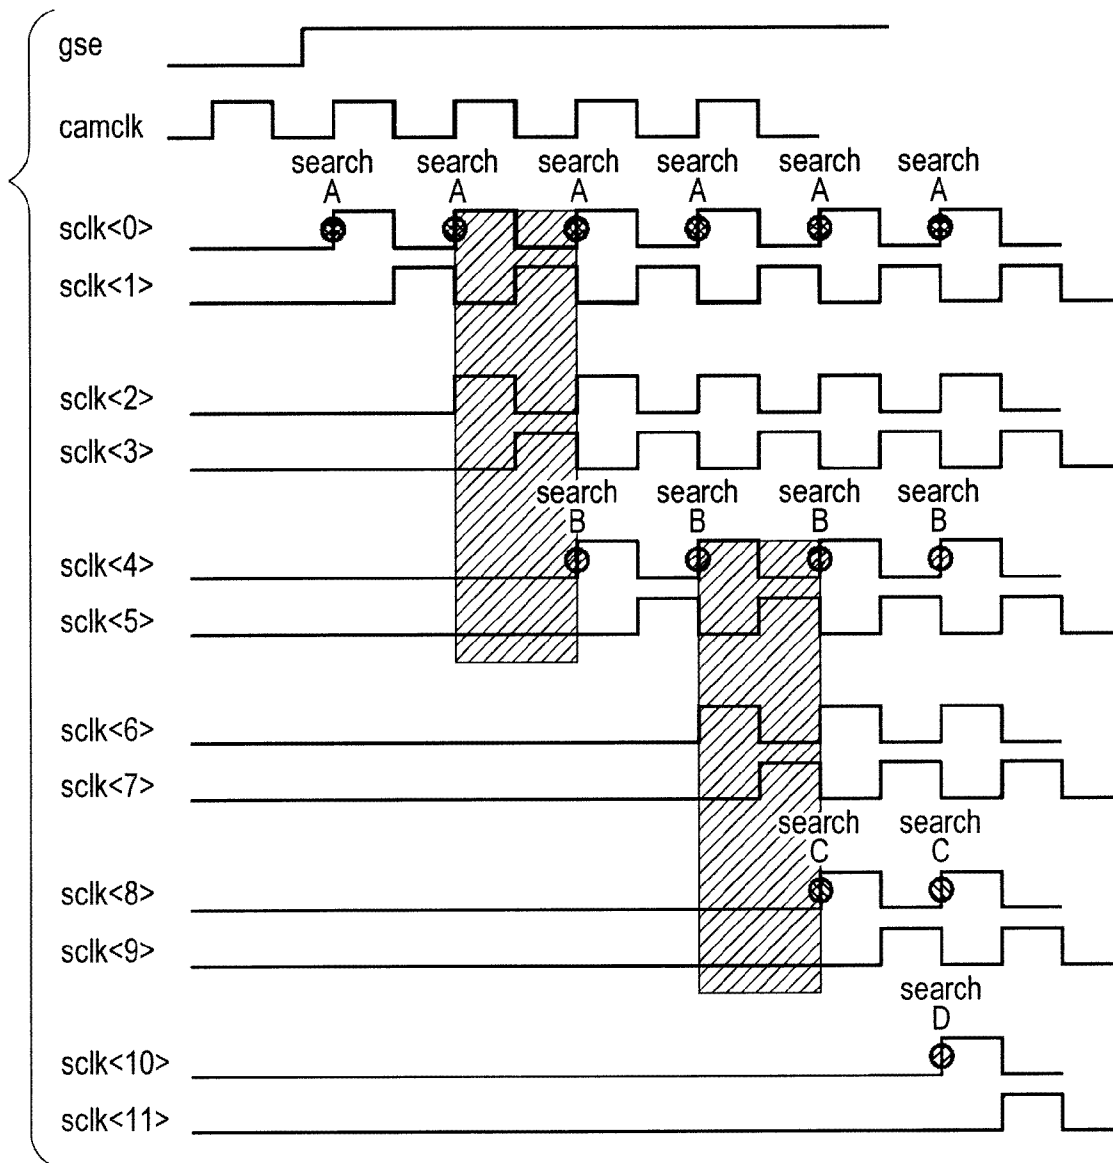 gse
camclk
search search search search search search
A A A A A A
sclk<0>
sclk<1>
sclk<2>
sclk<3>
search search search search
B B B B
sclk<4>
sclk<5>
sclk<6>
sclk<7>
search search
C C
sclk<8>
sclk<9>
search
D
sclk<10>
sclk<11>